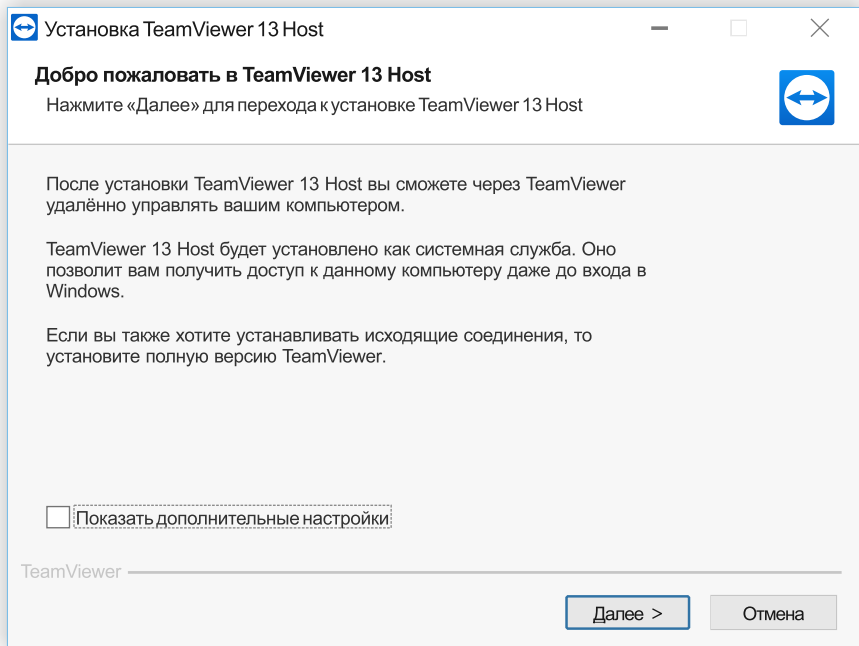 Установка TeamViewer 13 Host
Добро пожаловать в TeamViewer 13 Host
Нажмите «Далее» для перехода к установке TeamViewer 13 Host
После установки TeamViewer 13 Host вы сможете через TeamViewer
удалённо управлять вашим компьютером.
TeamViewer 13 Host будет установлено как системная служба. Оно
позволит вам получить доступ к данному компьютеру даже до входа в
Windows.
Если вы также хотите устанавливать исходящие соединения, то
установите полную версию TeamViewer.
Показать дополнительные настройки
TeamViewer
Далее >
Отмена